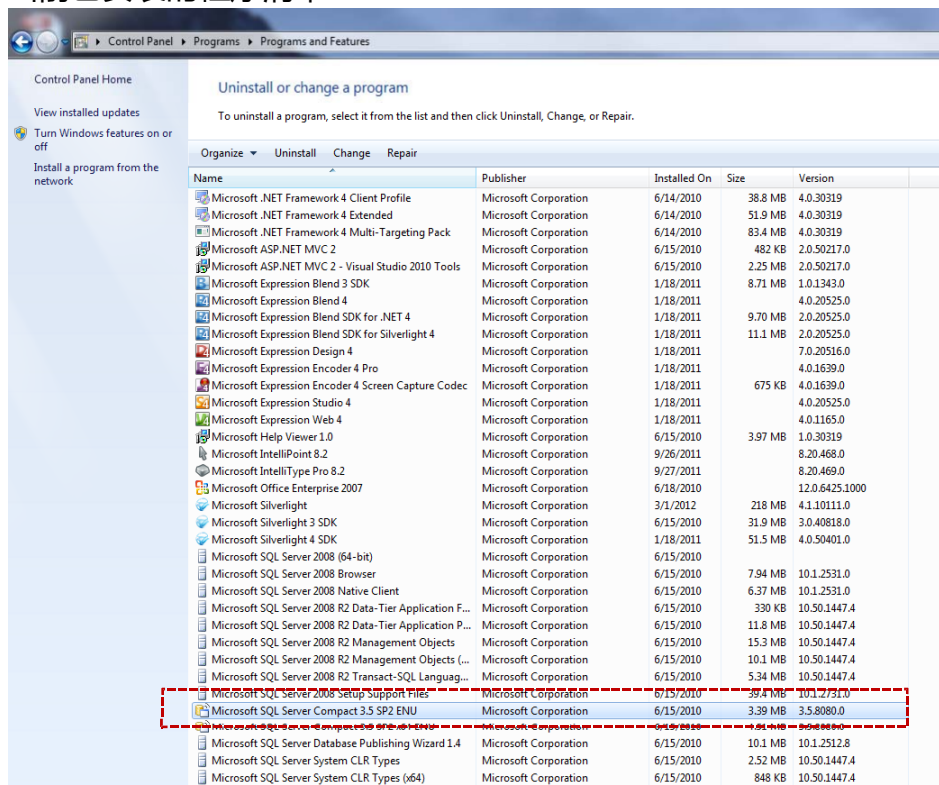 Control Panel ▸ Programs ▸ Programs and Features
Control Panel Home
View installed updates
Turn Windows features on or
off
Install a program from the
network
Uninstall or change a program
To uninstall a program, select it from the list and then click Uninstall, Change, or Repair.
Organize Uninstall Change Repair
Name Publisher Installed On Size Version
Microsoft .NET Framework 4 Client Profile Microsoft Corporation 6/14/2010 38.8 MB 4.0.30319
Microsoft .NET Framework 4 Extended Microsoft Corporation 6/14/2010 51.9 MB 4.0.30319
Microsoft .NET Framework 4 Multi-Targeting Pack Microsoft Corporation 6/14/2010 83.4 MB 4.0.30319
Microsoft ASP.NET MVC 2 Microsoft Corporation 6/15/2010 482 KB 2.0.50217.0
Microsoft ASP.NET MVC 2 - Visual Studio 2010 Tools Microsoft Corporation 6/15/2010 2.25 MB 2.0.50217.0
Microsoft Expression Blend 3 SDK Microsoft Corporation 1/18/2011 8.71 MB 1.0.1343.0
Microsoft Expression Blend 4 Microsoft Corporation 1/18/2011 4.0.20525.0
Microsoft Expression Blend SDK for .NET 4 Microsoft Corporation 1/18/2011 9.70 MB 2.0.20525.0
Microsoft Expression Blend SDK for Silverlight 4 Microsoft Corporation 1/18/2011 11.1 MB 2.0.20525.0
Microsoft Expression Design 4 Microsoft Corporation 1/18/2011 7.0.20516.0
Microsoft Expression Encoder 4 Pro Microsoft Corporation 1/18/2011 4.0.1639.0
Microsoft Expression Encoder 4 Screen Capture Codec Microsoft Corporation 1/18/2011 675 KB 4.0.1639.0
Microsoft Expression Studio 4 Microsoft Corporation 1/18/2011 4.0.20525.0
Microsoft Expression Web 4 Microsoft Corporation 1/18/2011 4.0.1165.0
Microsoft Help Viewer 1.0 Microsoft Corporation 6/15/2010 3.97 MB 1.0.30319
Microsoft IntelliPoint 8.2 Microsoft Corporation 9/26/2011 8.20.468.0
Microsoft IntelliType Pro 8.2 Microsoft Corporation 9/27/2011 8.20.469.0
Microsoft Office Enterprise 2007 Microsoft Corporation 6/18/2010 12.0.6425.1000
Microsoft Silverlight Microsoft Corporation 3/1/2012 218 MB 4.1.10111.0
Microsoft Silverlight 3 SDK Microsoft Corporation 6/15/2010 31.9 MB 3.0.40818.0
Microsoft Silverlight 4 SDK Microsoft Corporation 1/18/2011 51.5 MB 4.0.50401.0
Microsoft SQL Server 2008 (64-bit) Microsoft Corporation 6/15/2010
Microsoft SQL Server 2008 Browser Microsoft Corporation 6/15/2010 7.94 MB 10.1.2531.0
Microsoft SQL Server 2008 Native Client Microsoft Corporation 6/15/2010 6.37 MB 10.1.2531.0
Microsoft SQL Server 2008 R2 Data-Tier Application F... Microsoft Corporation 6/15/2010 330 KB 10.50.1447.4
Microsoft SQL Server 2008 R2 Data-Tier Application P... Microsoft Corporation 6/15/2010 11.8 MB 10.50.1447.4
Microsoft SQL Server 2008 R2 Management Objects Microsoft Corporation 6/15/2010 15.3 MB 10.50.1447.4
Microsoft SQL Server 2008 R2 Management Objects (... Microsoft Corporation 6/15/2010 10.1 MB 10.50.1447.4
Microsoft SQL Server 2008 R2 Transact-SQL Languag... Microsoft Corporation 6/15/2010 5.34 MB 10.50.1447.4
Microsoft SQL Server 2008 Setup Support Files Microsoft Corporation 6/15/2010 39.4 MB 10.1.2731.0
Microsoft SQL Server Compact 3.5 SP2 ENU Microsoft Corporation 6/15/2010 3.39 MB 3.5.8080.0
Microsoft SQL Server Compact 3.5 SP2 x64 ENU Microsoft Corporation 6/15/2010
Microsoft SQL Server Database Publishing Wizard 1.4 Microsoft Corporation 6/15/2010 10.1 MB 10.1.2512.8
Microsoft SQL Server System CLR Types Microsoft Corporation 6/15/2010 2.52 MB 10.50.1447.4
Microsoft SQL Server System CLR Types (x64) Microsoft Corporation 6/15/2010 848 KB 10.50.1447.4